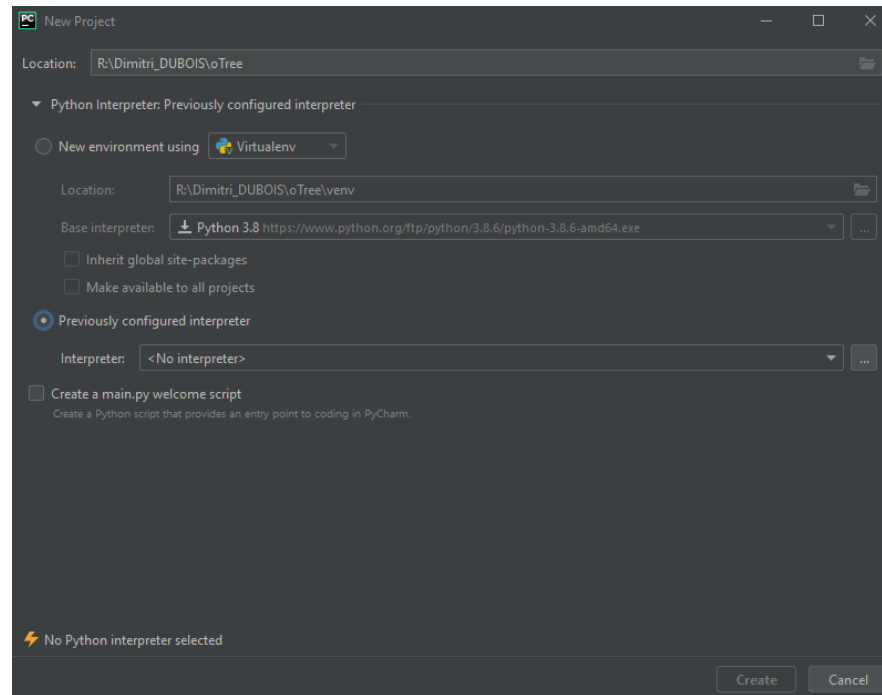 PC New Project
Location: R:\Dimitri_DUBOIS\oTree
Python Interpreter: Previously configured interpreter
New environment using Virtualenv
Location: R:\Dimitri_DUBOIS\oTree\venv
Base interpreter: Python 3.8 https://www.python.org/ftp/python/3.8.6/python-3.8.6-amd64.exe ...
Inherit global site-packages
Make available to all projects
Previously configured interpreter
Interpreter: <No interpreter> ...
Create a main.py welcome script
Create a Python script that provides an entry point to coding in PyCharm.
No Python interpreter selected
Create Cancel